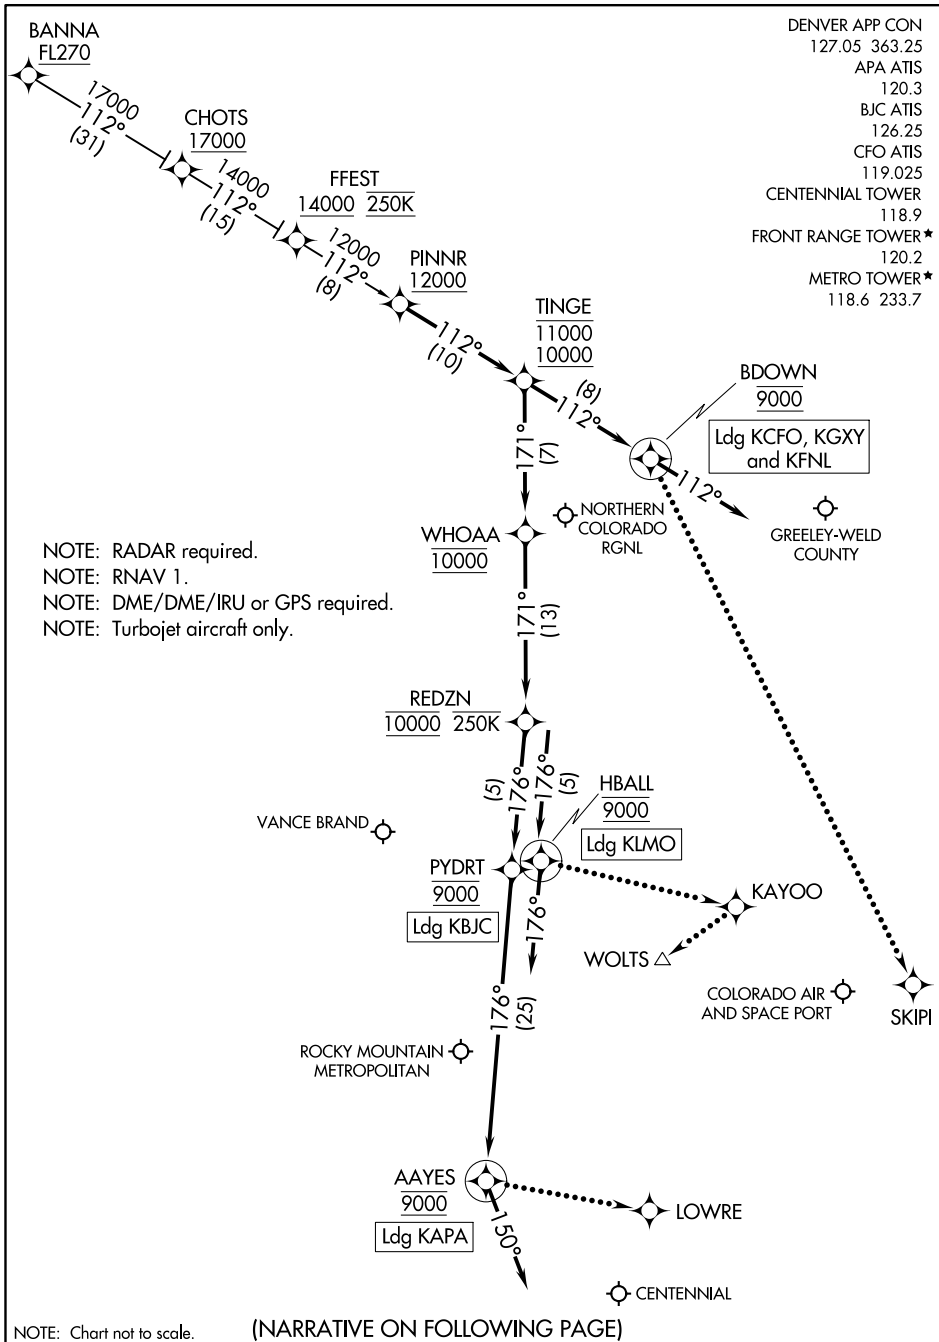 BANNA
FL270
17000
112°
(31)
CHOTS
17000
14000
112°
(15)
FFEST
14000 250K
12000
112°
(8)
PINNR
12000
112°
(10)
TINGE
11000
10000
(8)
112°
DENVER APP CON
127.05 363.25
APA ATIS
120.3
BJC ATIS
126.25
CFO ATIS
119.025
CENTENNIAL TOWER
118.9
FRONT RANGE TOWER★
120.2
METRO TOWER★
118.6 233.7
BDOWN
9000
Ldg KCFO, KGXY
and KFNL
112°
GREELEY-WELD
COUNTY
171°
(7)
NORTHERN
COLORADO
RGNL
WHOAA
10000
NOTE: RADAR required.
NOTE: RNAV 1.
NOTE: DME/DME/IRU or GPS required.
NOTE: Turbojet aircraft only.
171°
(13)
REDZN
10000 250K
(5)
176°
176°
(5)
HBALL
9000
Ldg KLMO
VANCE BRAND
PYDRT
9000
Ldg KBJC
176°
KAYOO
WOLTS
COLORADO AIR
AND SPACE PORT
SKIPI
176°
(25)
ROCKY MOUNTAIN
METROPOLITAN
AAYES
9000
Ldg KAPA
150°
LOWRE
CENTENNIAL
NOTE: Chart not to scale.
(NARRATIVE ON FOLLOWING PAGE)